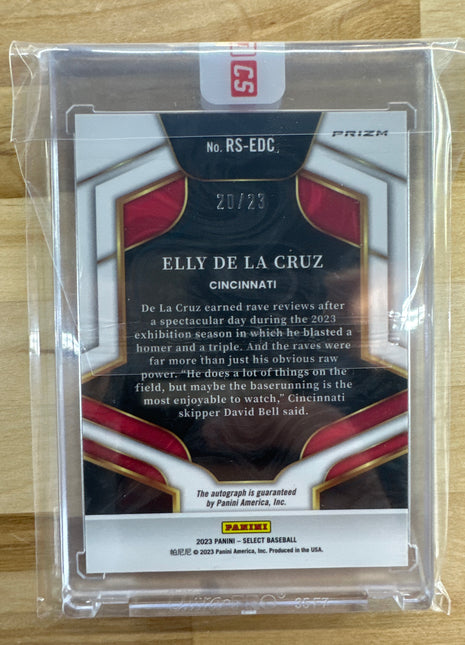 CS
PRIZM
No. RS-EDC
20/23
ELLY DE LA CRUZ
CINCINNATI
De La Cruz earned rave reviews after
a spectacular day during the 2023
exhibition season in which he blasted a
homer and a triple. And the raves were
far more than just his obvious raw
power. “He does a lot of things on the
field, but maybe the baserunning is the
most enjoyable to watch,” Cincinnati
skipper David Bell said.
The autograph is guaranteed
by Panini America, Inc.
PANINI
2023 PANINI – SELECT BASEBALL
帕尼尼 © 2023 Panini America, Inc. Produced in the USA.